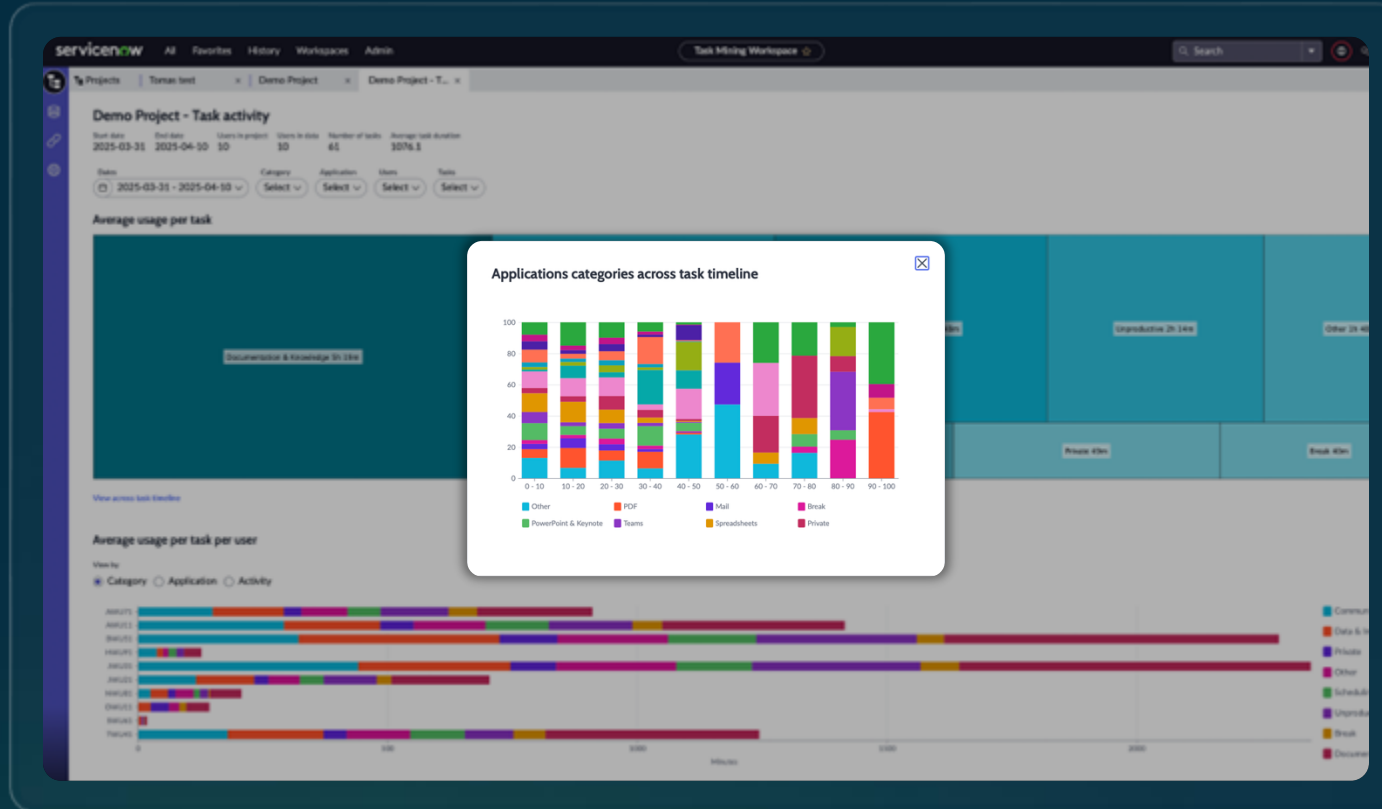 servicenow All Favorites History Workspaces Admin Task Mining Workspace Search
Projects Tomas test Demo Project Demo Project - T...
Demo Project - Task activity
Start date End date Users in project Users in data Number of tasks Average task duration
2025-03-31 2025-04-10 10 10 61 1076.1
Dates Category Application Users Tasks
2025-03-31 - 2025-04-10 Select Select Select Select
Average usage per task
Applications categories across task timeline
100
80
60
40
20
0
0 - 10 10 - 20 20 - 30 30 - 40 40 - 50 50 - 60 60 - 70 70 - 80 80 - 90 90 - 100
Other PDF Mail Break
PowerPoint & Keynote Teams Spreadsheets Private
Documentation & Knowledge 5h 19m
Unproductive 2h 14m
Private 49m
View across task timeline
Average usage per task per user
View by
Category Application Activity
0 500 1000 1500 2000
Minutes
Private
Other
Break